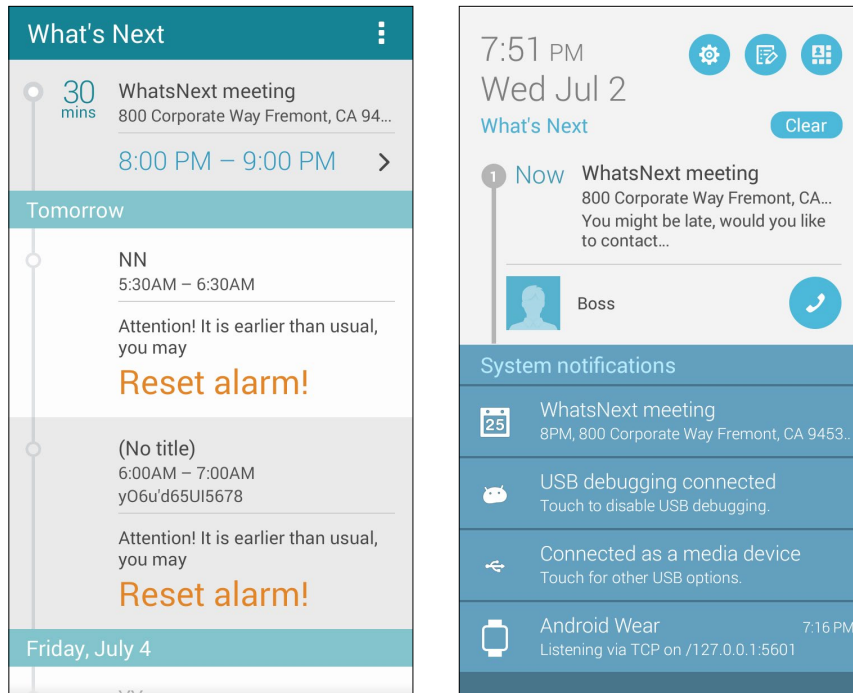 What's Next
30
mins
WhatsNext meeting
800 Corporate Way Fremont, CA 94...
8:00 PM – 9:00 PM
Tomorrow
NN
5:30AM – 6:30AM
Attention! It is earlier than usual,
you may
Reset alarm!
(No title)
6:00AM – 7:00AM
yO6u'd65UI5678
Attention! It is earlier than usual,
you may
Reset alarm!
Friday, July 4
7:51 PM
Wed Jul 2
What's Next
Clear
1
Now
WhatsNext meeting
800 Corporate Way Fremont, CA...
You might be late, would you like
to contact...
Boss
System notifications
25
WhatsNext meeting
8PM, 800 Corporate Way Fremont, CA 9453..
USB debugging connected
Touch to disable USB debugging.
Connected as a media device
Touch for other USB options.
Android Wear
7:16 PM
Listening via TCP on /127.0.0.1:5601